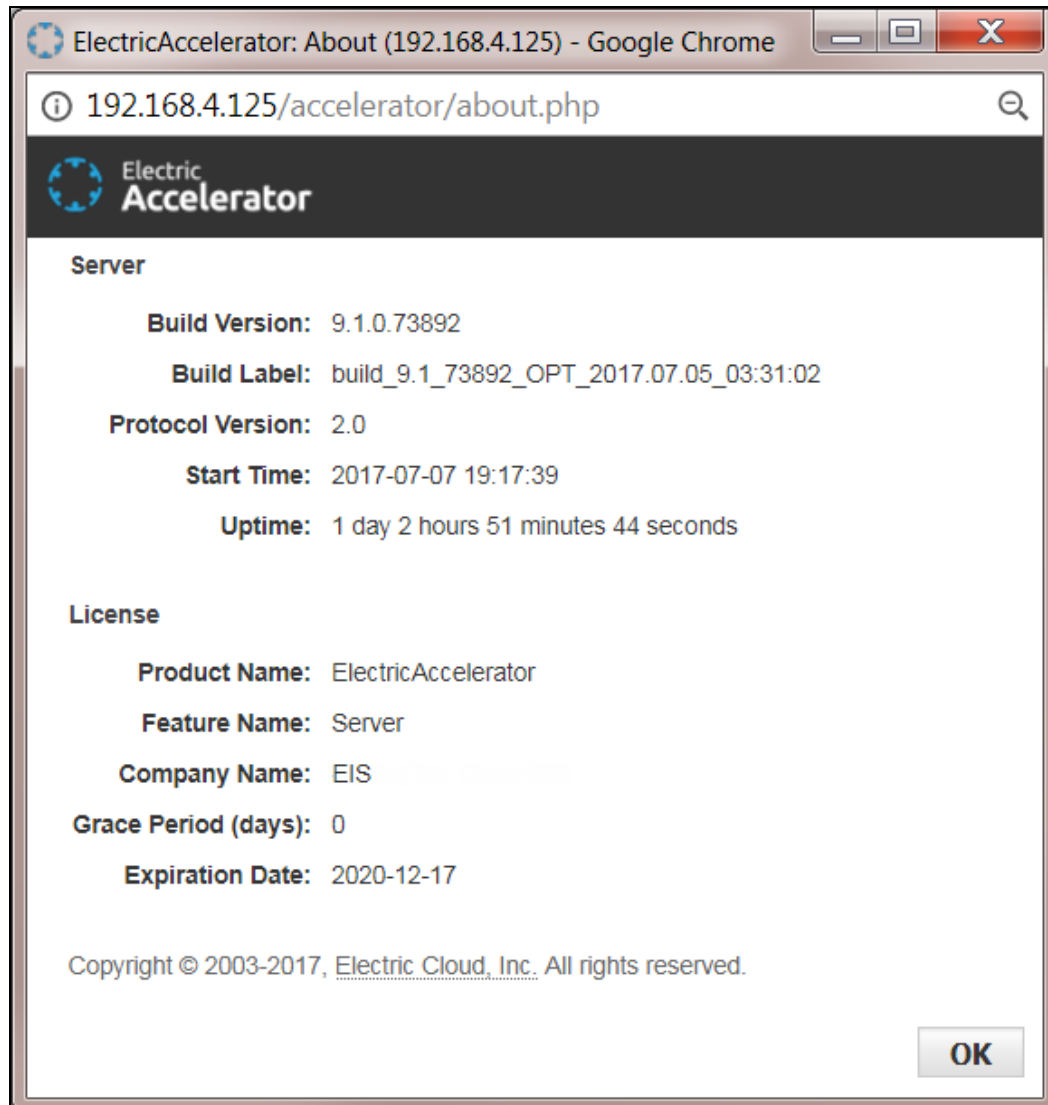 ElectricAccelerator: About (192.168.4.125) - Google Chrome
192.168.4.125/accelerator/about.php
Electric
Accelerator
Server
Build Version: 9.1.0.73892
Build Label: build_9.1_73892_OPT_2017.07.05_03:31:02
Protocol Version: 2.0
Start Time: 2017-07-07 19:17:39
Uptime: 1 day 2 hours 51 minutes 44 seconds
License
Product Name: ElectricAccelerator
Feature Name: Server
Company Name: EIS
Grace Period (days): 0
Expiration Date: 2020-12-17
Copyright © 2003-2017, Electric Cloud, Inc. All rights reserved.
OK